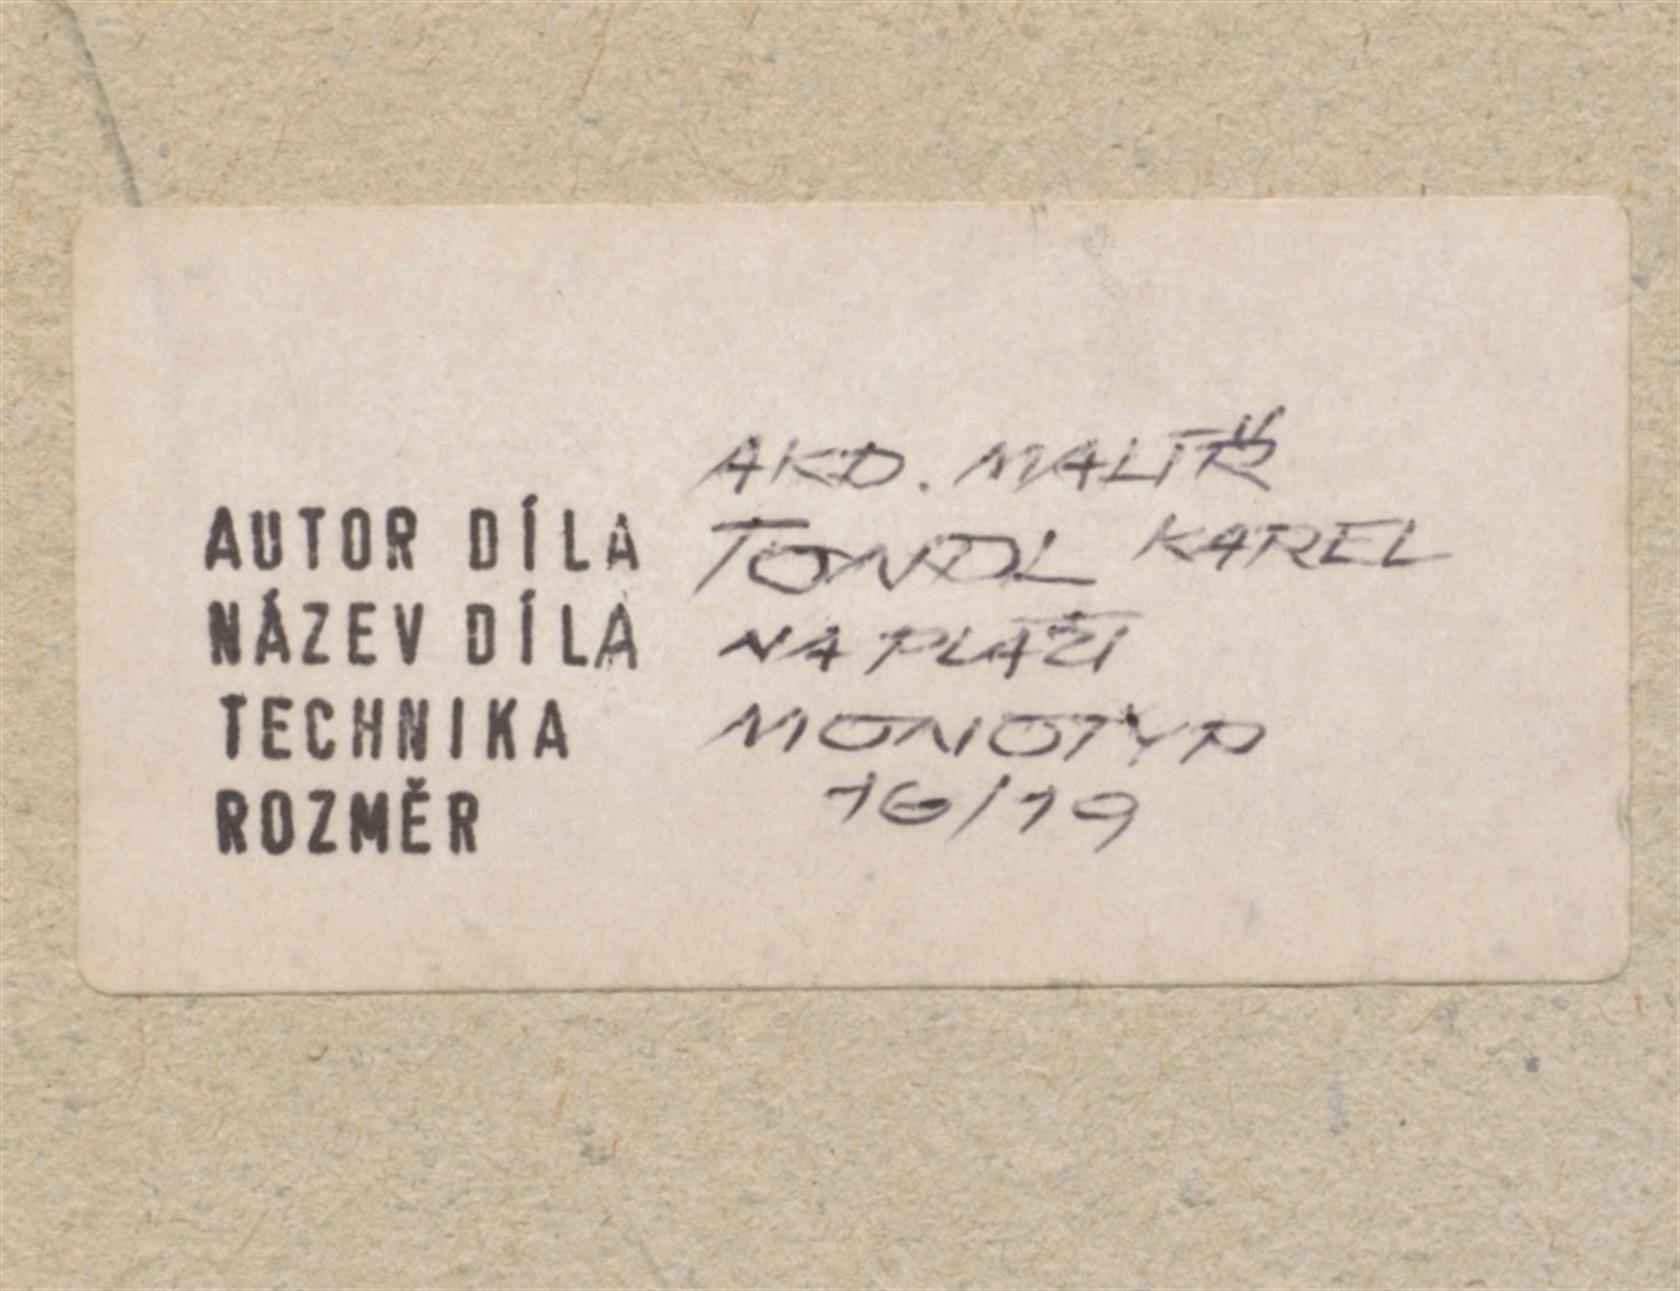 AKD. MALÍŘ
AUTOR DÍLA TONDL KAREL
NÁZEV DÍLA NA PLÁŽI
TECHNIKA MONOTYP
ROZMĚR 16/19